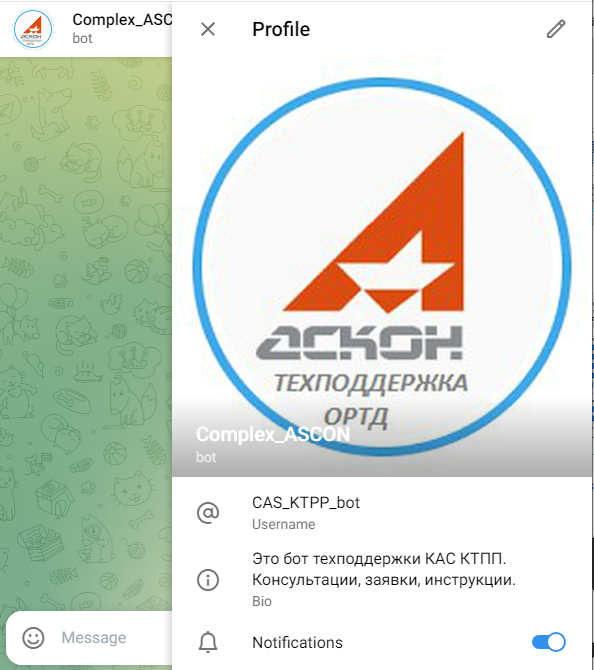 Complex_ASC
bot
Profile
АСКОН
ТЕХПОДДЕРЖКА
ОРТД
Complex_ASCON
bot
CAS_KTPP_bot
Username
Это бот техподдержки КАС КТПП.
Консультации, заявки, инструкции.
Bio
Notifications
Message